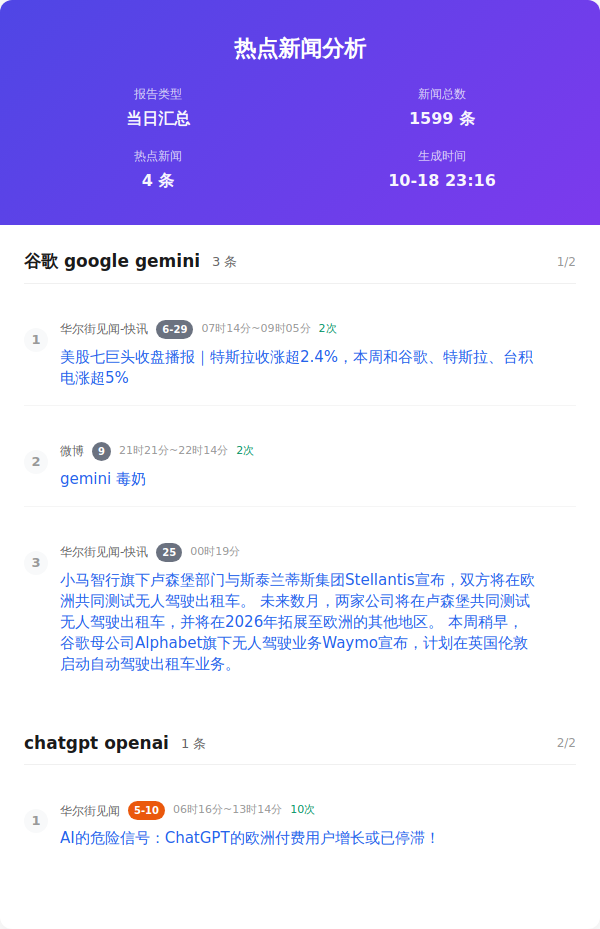 热点新闻分析
报告类型
新闻总数
当日汇总
1599 条
热点新闻
生成时间
4 条
10-18 23:16
谷歌 google gemini 3 条 1/2
1
华尔街见闻-快讯 6-29 07时14分~09时05分 2次
美股七巨头收盘播报｜特斯拉收涨超2.4%，本周和谷歌、特斯拉、台积
电涨超5%
2
微博 9 21时21分~22时14分 2次
gemini 毒奶
3
华尔街见闻-快讯 25 00时19分
小马智行旗下卢森堡部门与斯泰兰蒂斯集团Stellantis宣布，双方将在欧
洲共同测试无人驾驶出租车。 未来数月，两家公司将在卢森堡共同测试
无人驾驶出租车，并将在2026年拓展至欧洲的其他地区。 本周稍早，
谷歌母公司Alphabet旗下无人驾驶业务Waymo宣布，计划在英国伦敦
启动自动驾驶出租车业务。
chatgpt openai 1 条 2/2
1
华尔街见闻 5-10 06时16分~13时14分 10次
AI的危险信号：ChatGPT的欧洲付费用户增长或已停滞！